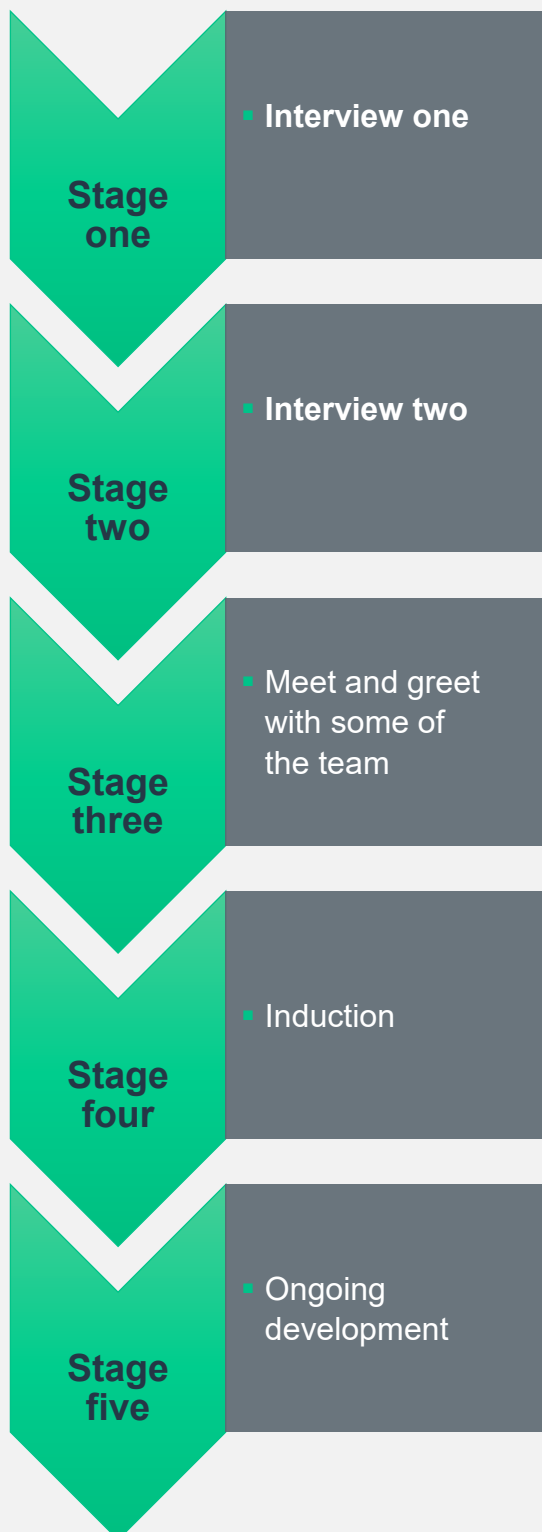 Stage
one
Interview one
Stage
two
Interview two
Stage
three
Meet and greet
with some of
the team
Stage
four
Induction
Stage
five
Ongoing
development